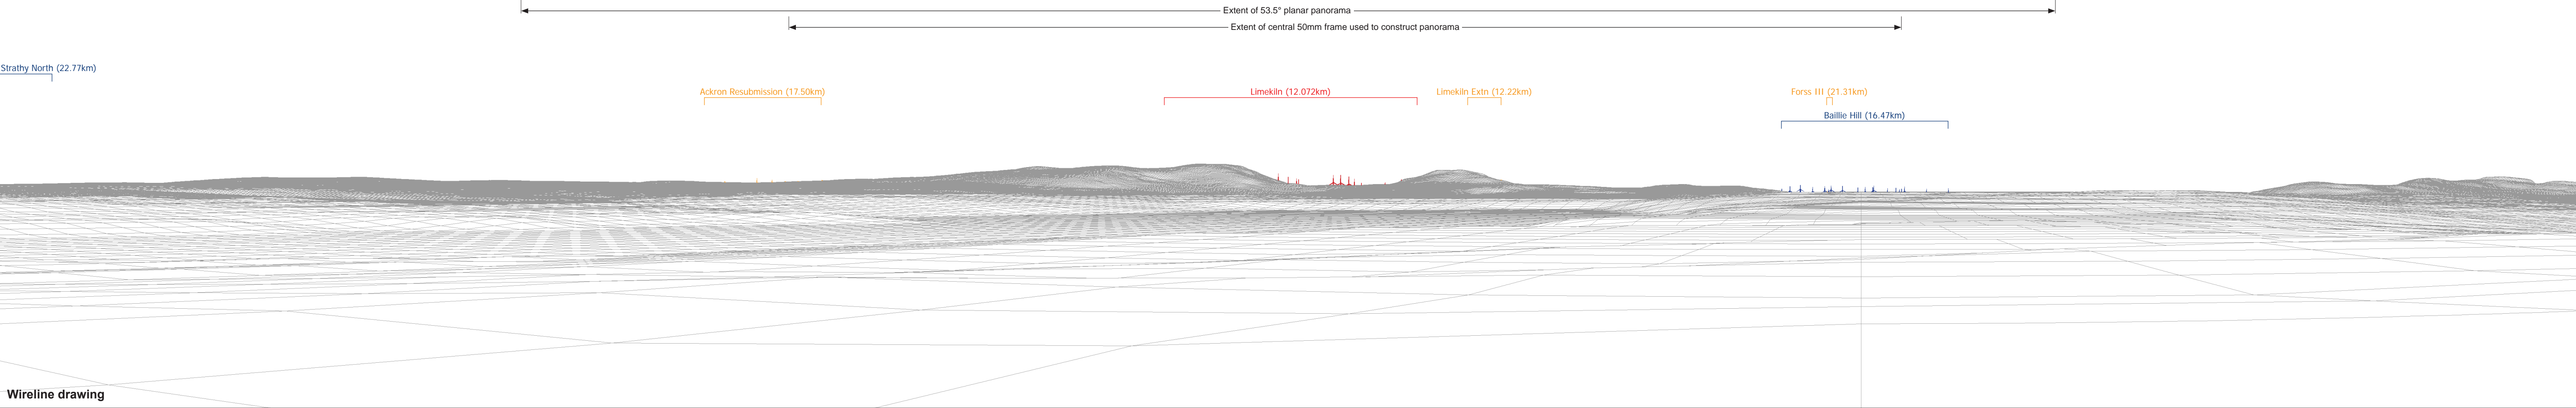 Extent of 53.5° planar panorama
Extent of central 50mm frame used to construct panorama
Strathy North (22.77km)
Ackron Resubmission (17.50km)
Limekiln (12.072km)
Limekiln Extn (12.22km)
Forss III (21.31km)
Baillie Hill (16.47km)
Wireline drawing